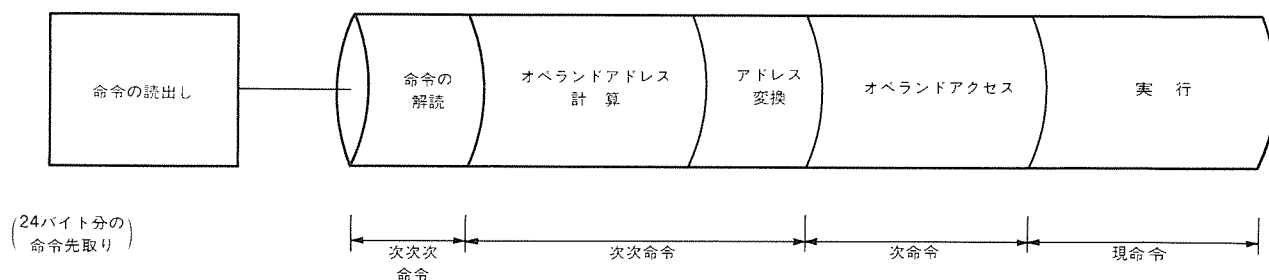 命令の読出し
命令の
解読
オペランドアドレス
計 算
アドレス
変換
オペランドアクセス
実 行
(24バイト分の
命令先取り)
次次次
命令
次次命令
次命令
現命令